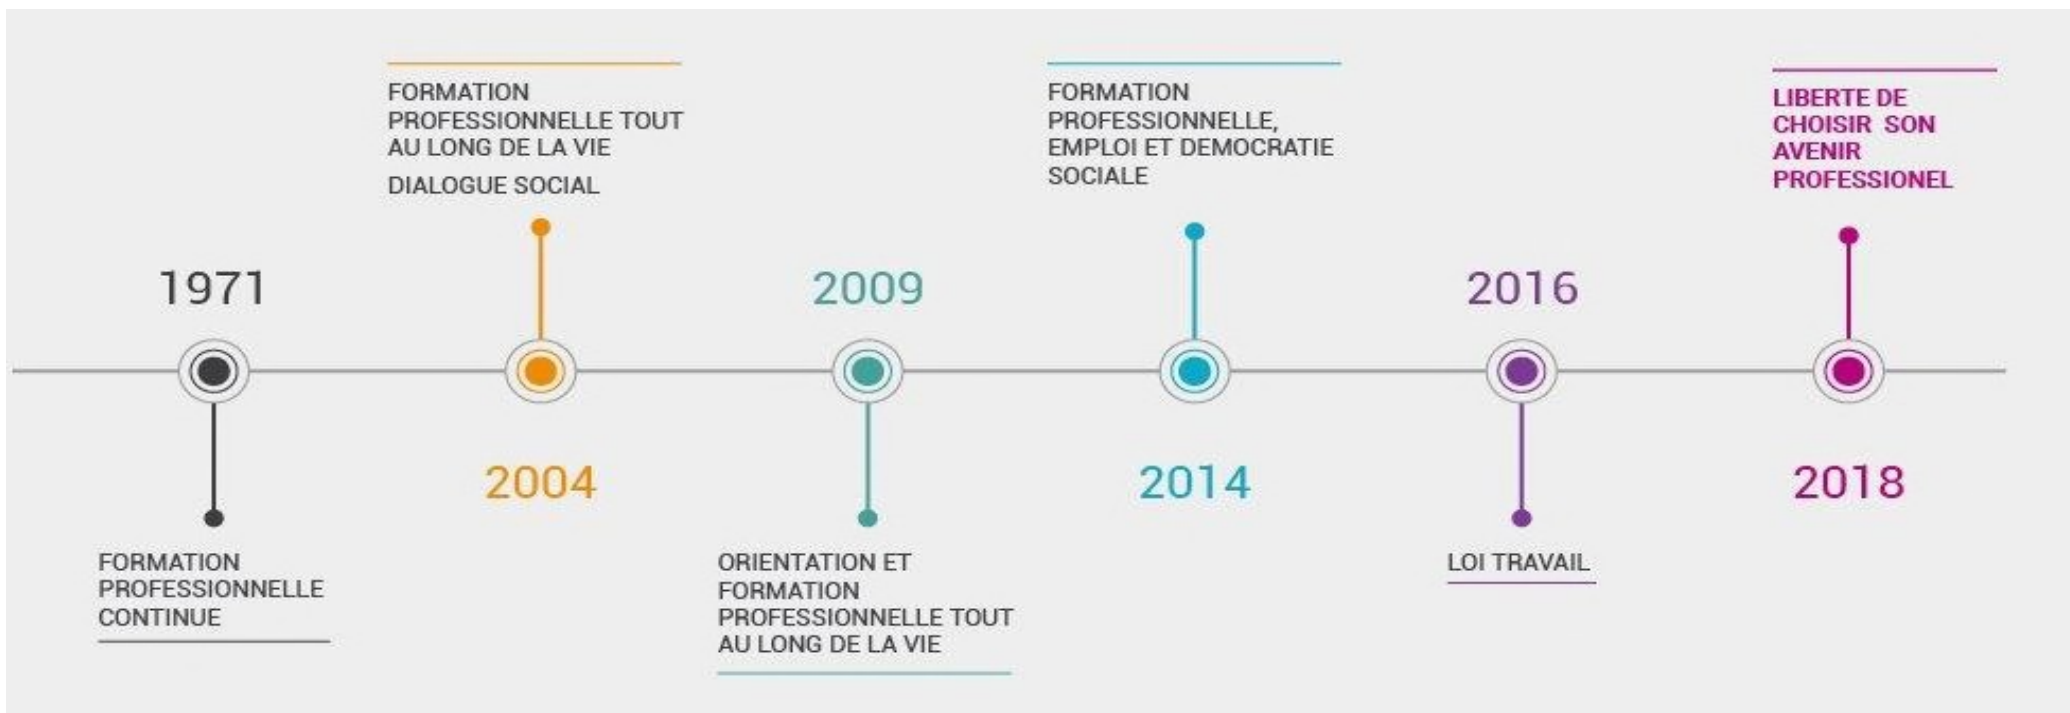 1971
FORMATION
PROFESSIONNELLE
CONTINUE
FORMATION
PROFESSIONNELLE TOUT
AU LONG DE LA VIE
DIALOGUE SOCIAL
2004
2009
ORIENTATION ET
FORMATION
PROFESSIONNELLE TOUT
AU LONG DE LA VIE
FORMATION
PROFESSIONNELLE,
EMPLOI ET DEMOCRATIE
SOCIALE
2014
2016
LOI TRAVAIL
LIBERTE DE
CHOISIR SON
AVENIR
PROFESSIONEL
2018